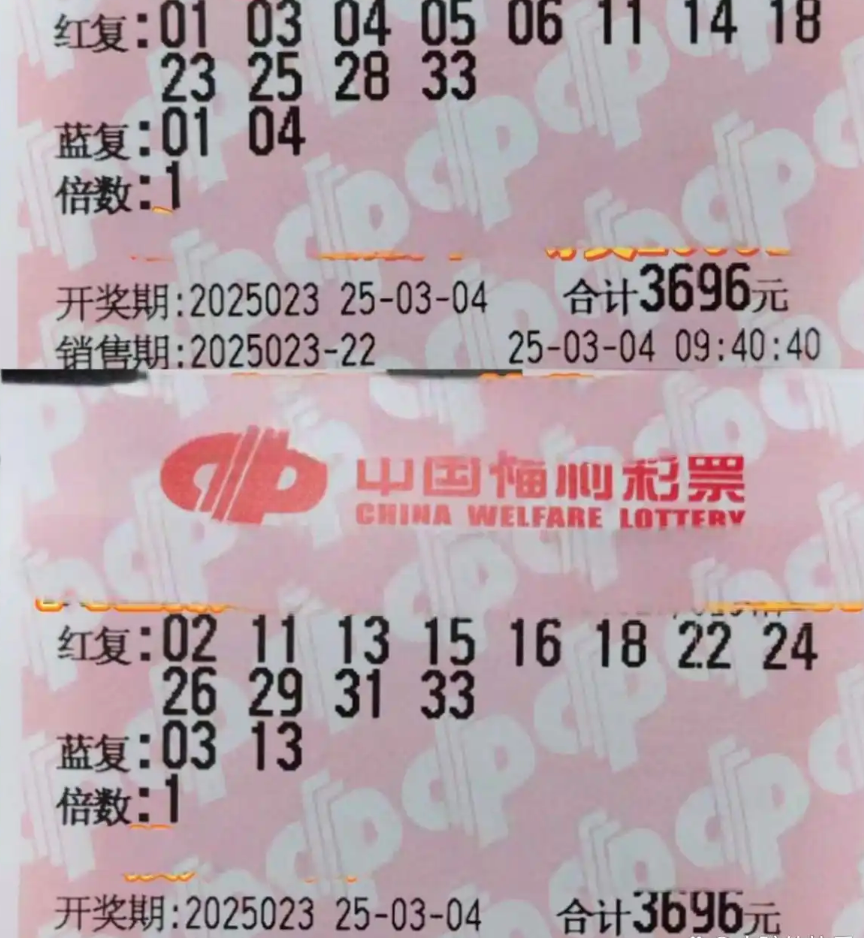 红复:01 03 04 05 06 11 14 18
23 25 28 33
蓝复:01 04
倍数:1
开奖期:2025023 25-03-04 合计3696元
销售期:2025023-22 25-03-04 09:40:40
中国福利彩票
CHINA WELFARE LOTTERY
红复:02 11 13 15 16 18 22 24
26 29 31 33
蓝复:03 13
倍数:1
开奖期:2025023 25-03-04 合计3696元